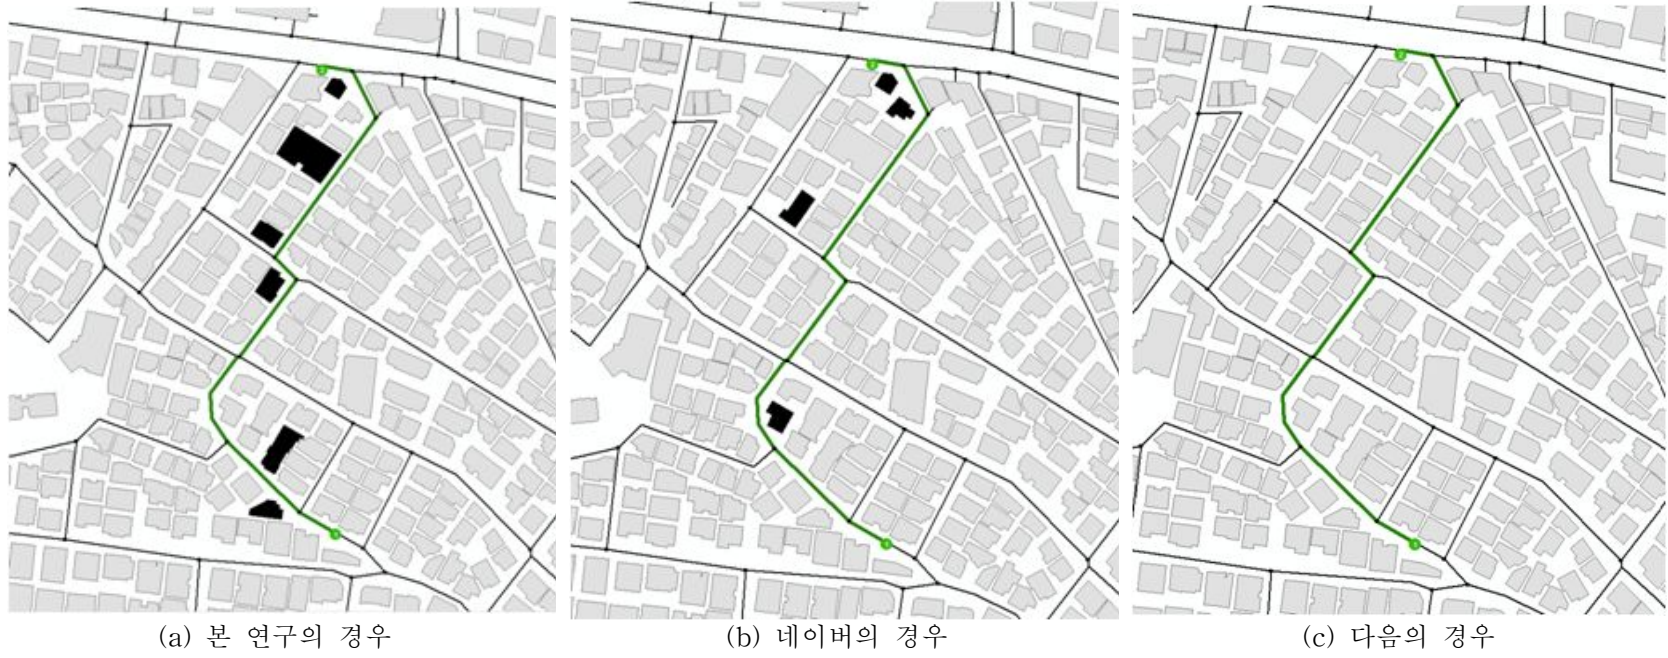 (a) 본 연구의 경우
(b) 네이버의 경우
(c) 다음의 경우